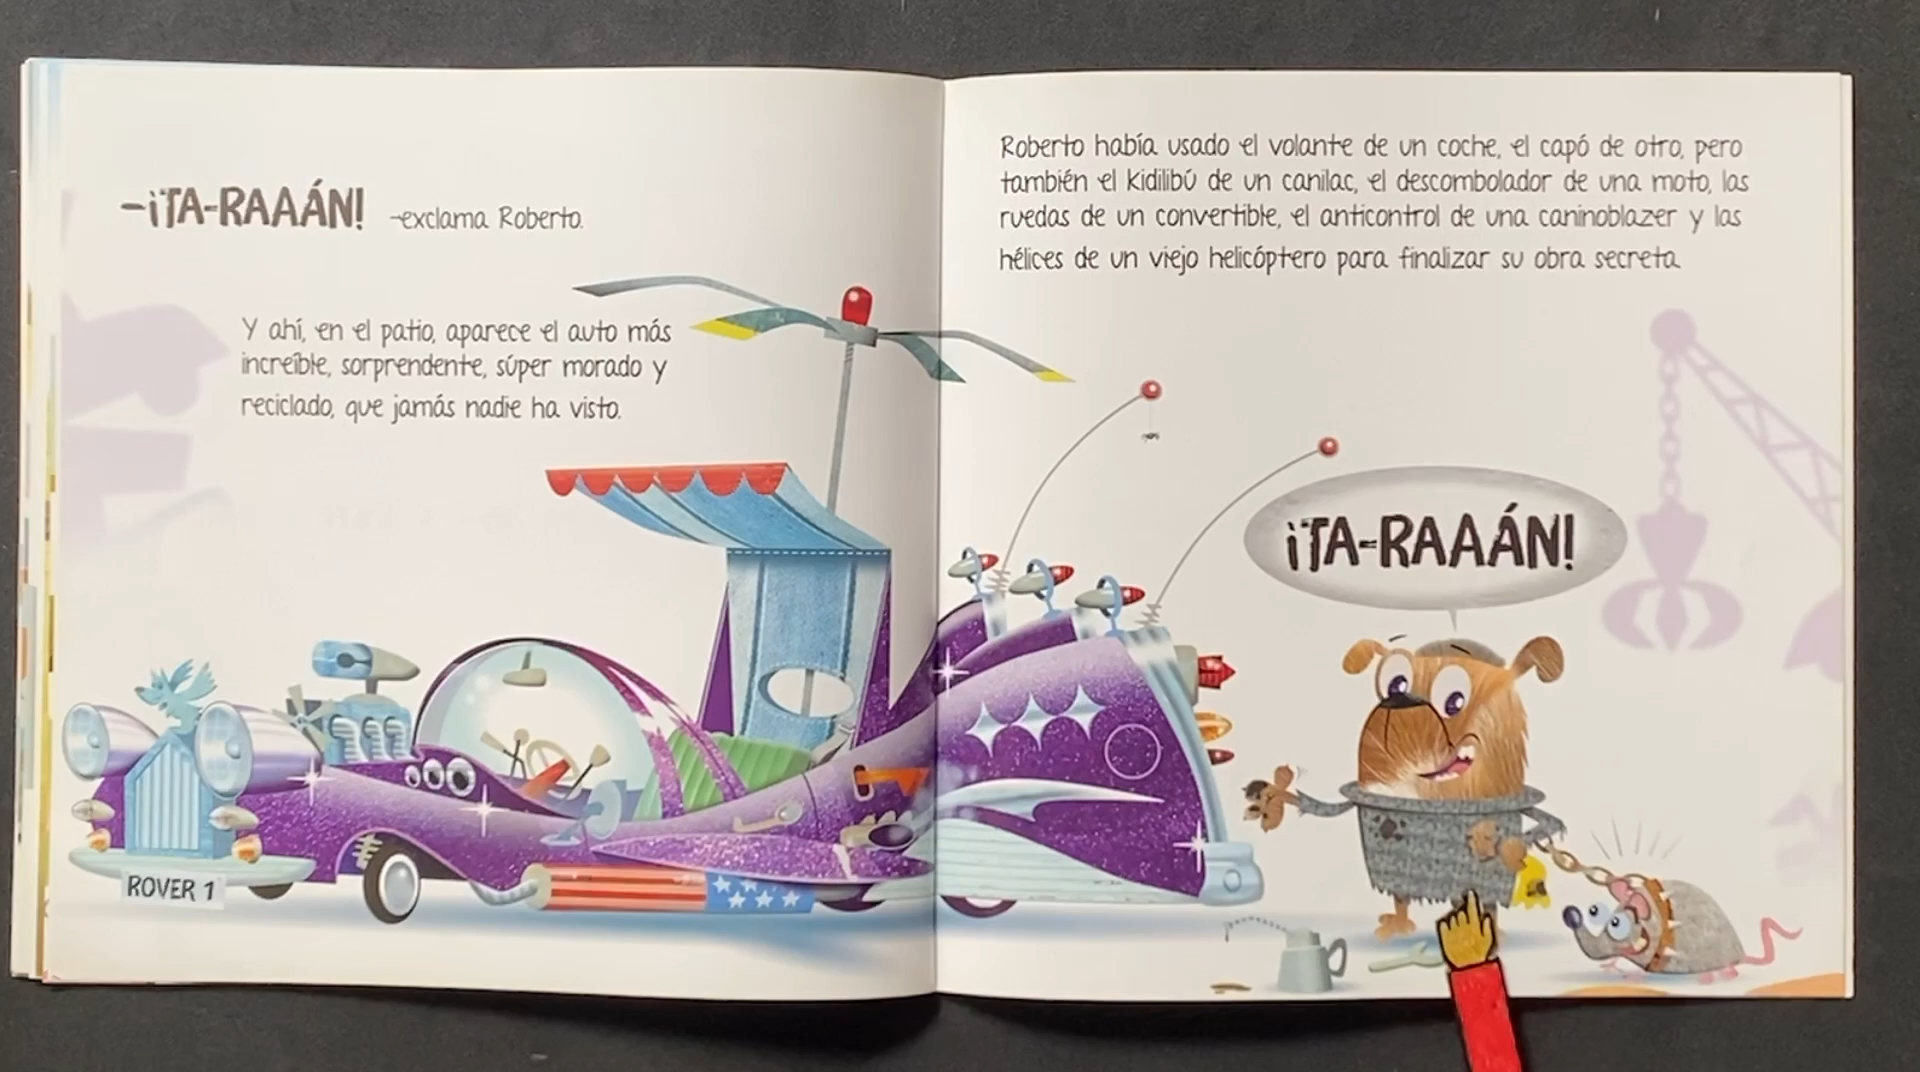 -¡TA-RAAÁN! -exclama Roberto.
Y ahí, en el patio, aparece el auto más
increíble, sorprendente, súper morado y
reciclado, que jamás nadie ha visto.
ROVER 1
Roberto había usado el volante de un coche, el capó de otro, pero
también el kidilibú de un canilac, el descombolador de una moto, las
ruedas de un convertible, el anticontrol de una caninoblazer y las
hélices de un viejo helicóptero para finalizar su obra secreta.
¡TA-RAAÁN!